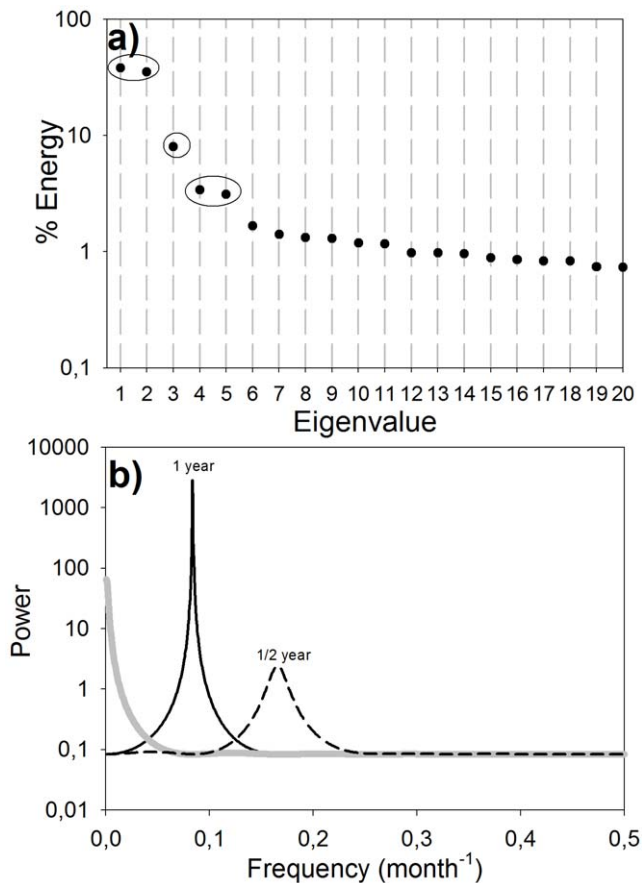 100
a)
10
1
0,1
% Energy
1 2 3 4 5 6 7 8 9 10 11 12 13 14 15 16 17 18 19 20
Eigenvalue
10000
b)
1 year
1000
100
10
1/2 year
1
0,1
0,01
Power
0,0 0,1 0,2 0,3 0,4 0,5
Frequency (month⁻¹)